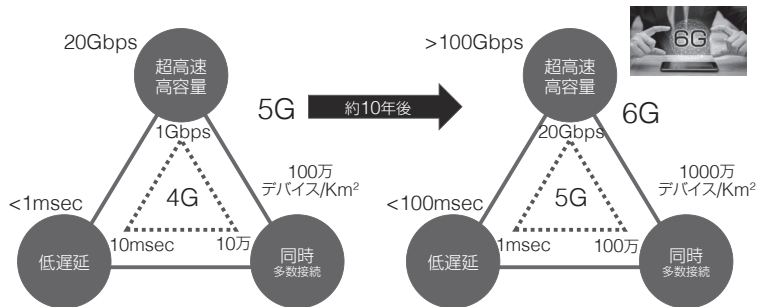 20Gbps
超高速
高容量
1Gbps
4G
5G
<1msec
10msec
10万
100万
デバイス/Km²
低遅延
同時
多数接続
約10年後
>100Gbps
超高速
高容量
20Gbps
6G
6G
5G
<100msec
1msec
100万
1000万
デバイス/Km²
低遅延
同時
多数接続